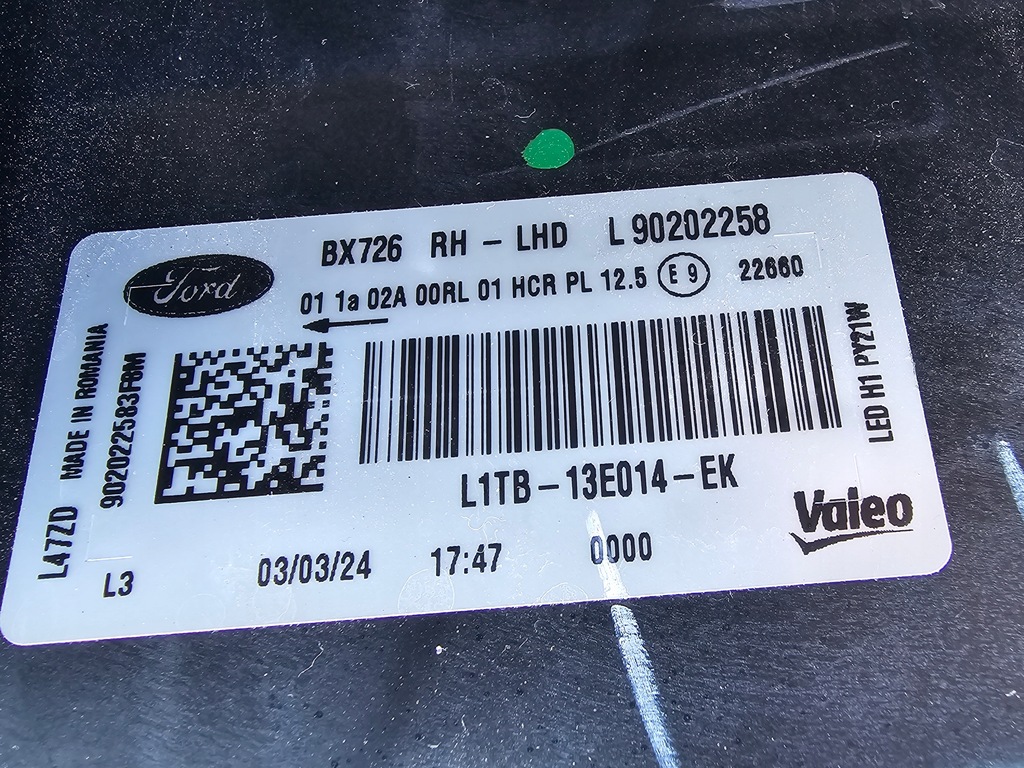 BX726 RH - LHD L 90202258
Ford
01 1a 02A 00RL 01 HCR PL 12.5 E 9 22660
L47ZD MADE IN ROMANIA
902022583FBM
LED H1 PY21W
L1TB-13E014-EK
Valeo
L3 03/03/24 17:47 0000